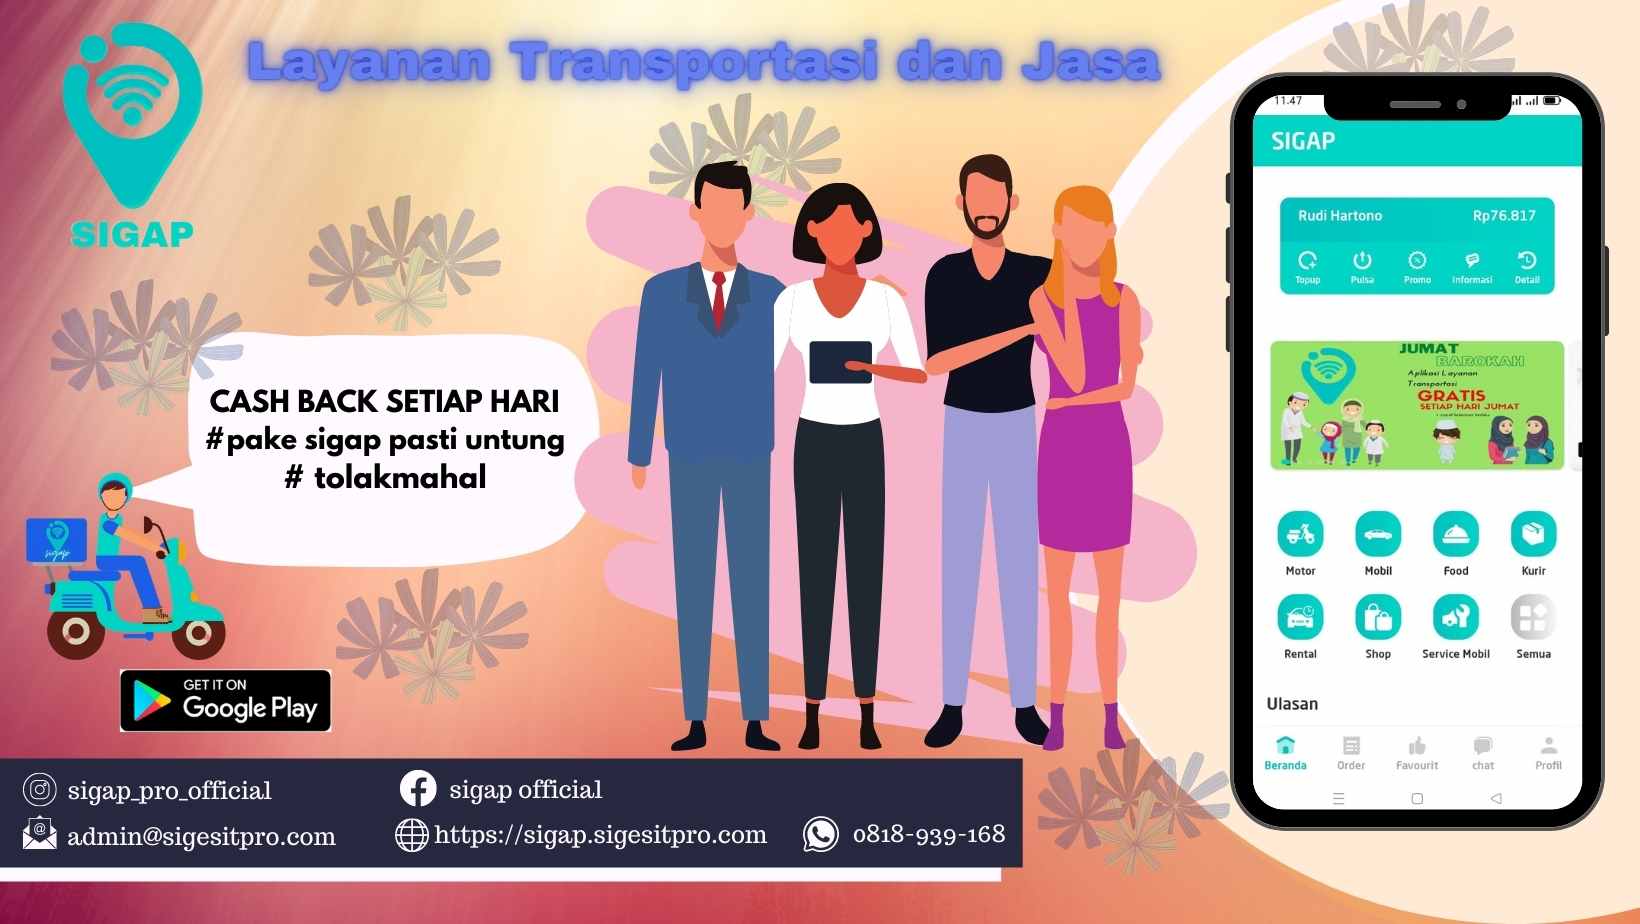 Layanan Transportasi dan Jasa
SIGAP
CASH BACK SETIAP HARI
#pake sigap pasti untung
# tolakmahal
sigap
GET IT ON
Google Play
sigap_pro_official
sigap official
admin@sigesitpro.com
https://sigap.sigesitpro.com
0818-939-168
11.47
SIGAP
Rudi Hartono Rp76.817
Topup Pulsa Promo Informasi Detail
JUMAT
BAROKAH
Aplikasi Layanan
Transportasi
GRATIS
SETIAP HARI JUMAT
Motor Mobil Food Kurir
Rental Shop Service Mobil Semua
Ulasan
Beranda Order Favourit chat Profil